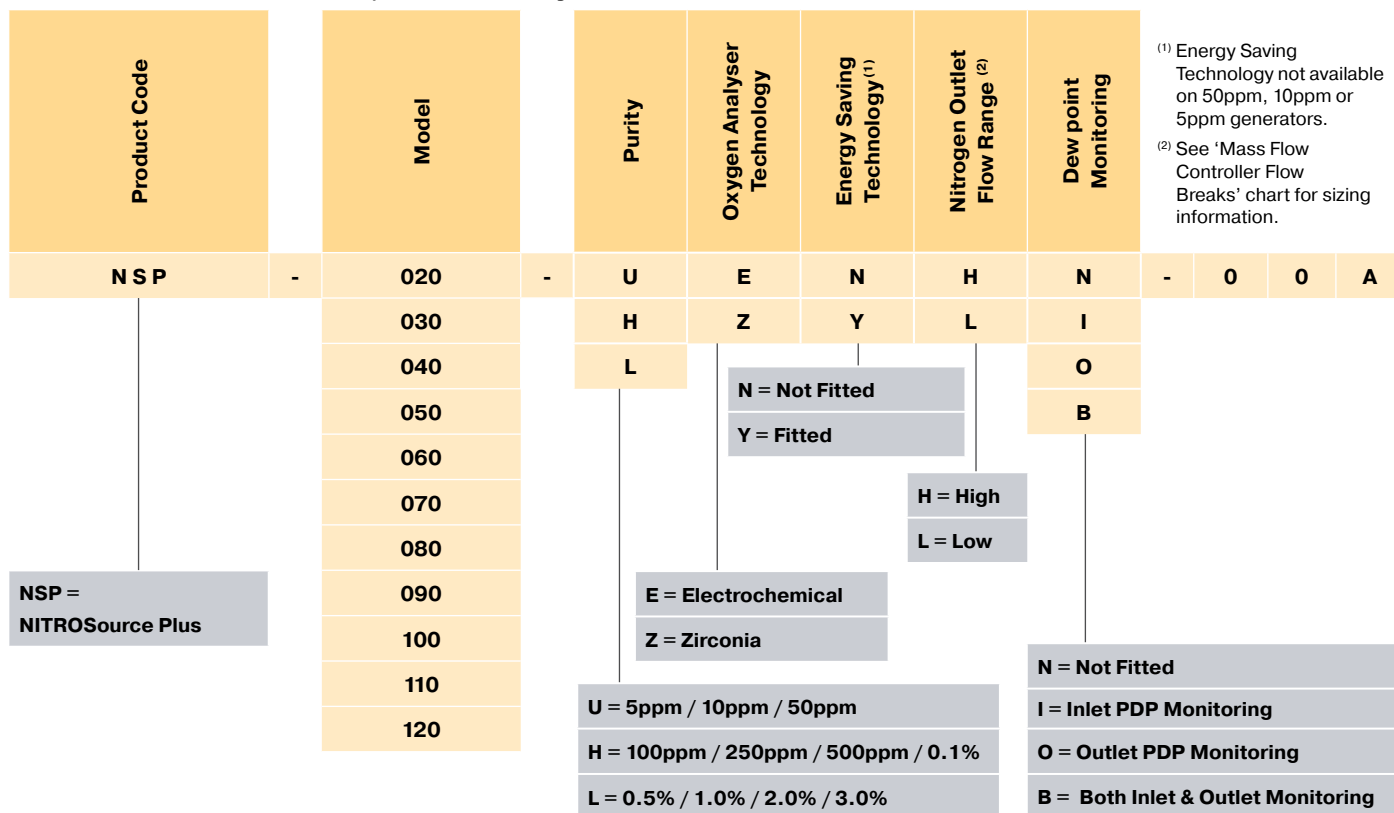 Product Code
Model
Purity
Oxygen Analyser
Technology
Energy Saving
Technology(1)
Nitrogen Outlet
Flow Range (2)
Dew point
Monitoring
(1) Energy Saving
Technology not available
on 50ppm, 10ppm or
5ppm generators.
(2) See ‘Mass Flow
Controller Flow
Breaks’ chart for sizing
information.
NSP - 020 - U E N H N - 0 0 A
030 H Z Y L I
040 L O
050 B
060
070
080
090
100
110
120
N = Not Fitted
Y = Fitted
H = High
L = Low
NSP =
NITROSource Plus
E = Electrochemical
Z = Zirconia
U = 5ppm / 10ppm / 50ppm
H = 100ppm / 250ppm / 500ppm / 0.1%
L = 0.5% / 1.0% / 2.0% / 3.0%
N = Not Fitted
I = Inlet PDP Monitoring
O = Outlet PDP Monitoring
B = Both Inlet & Outlet Monitoring